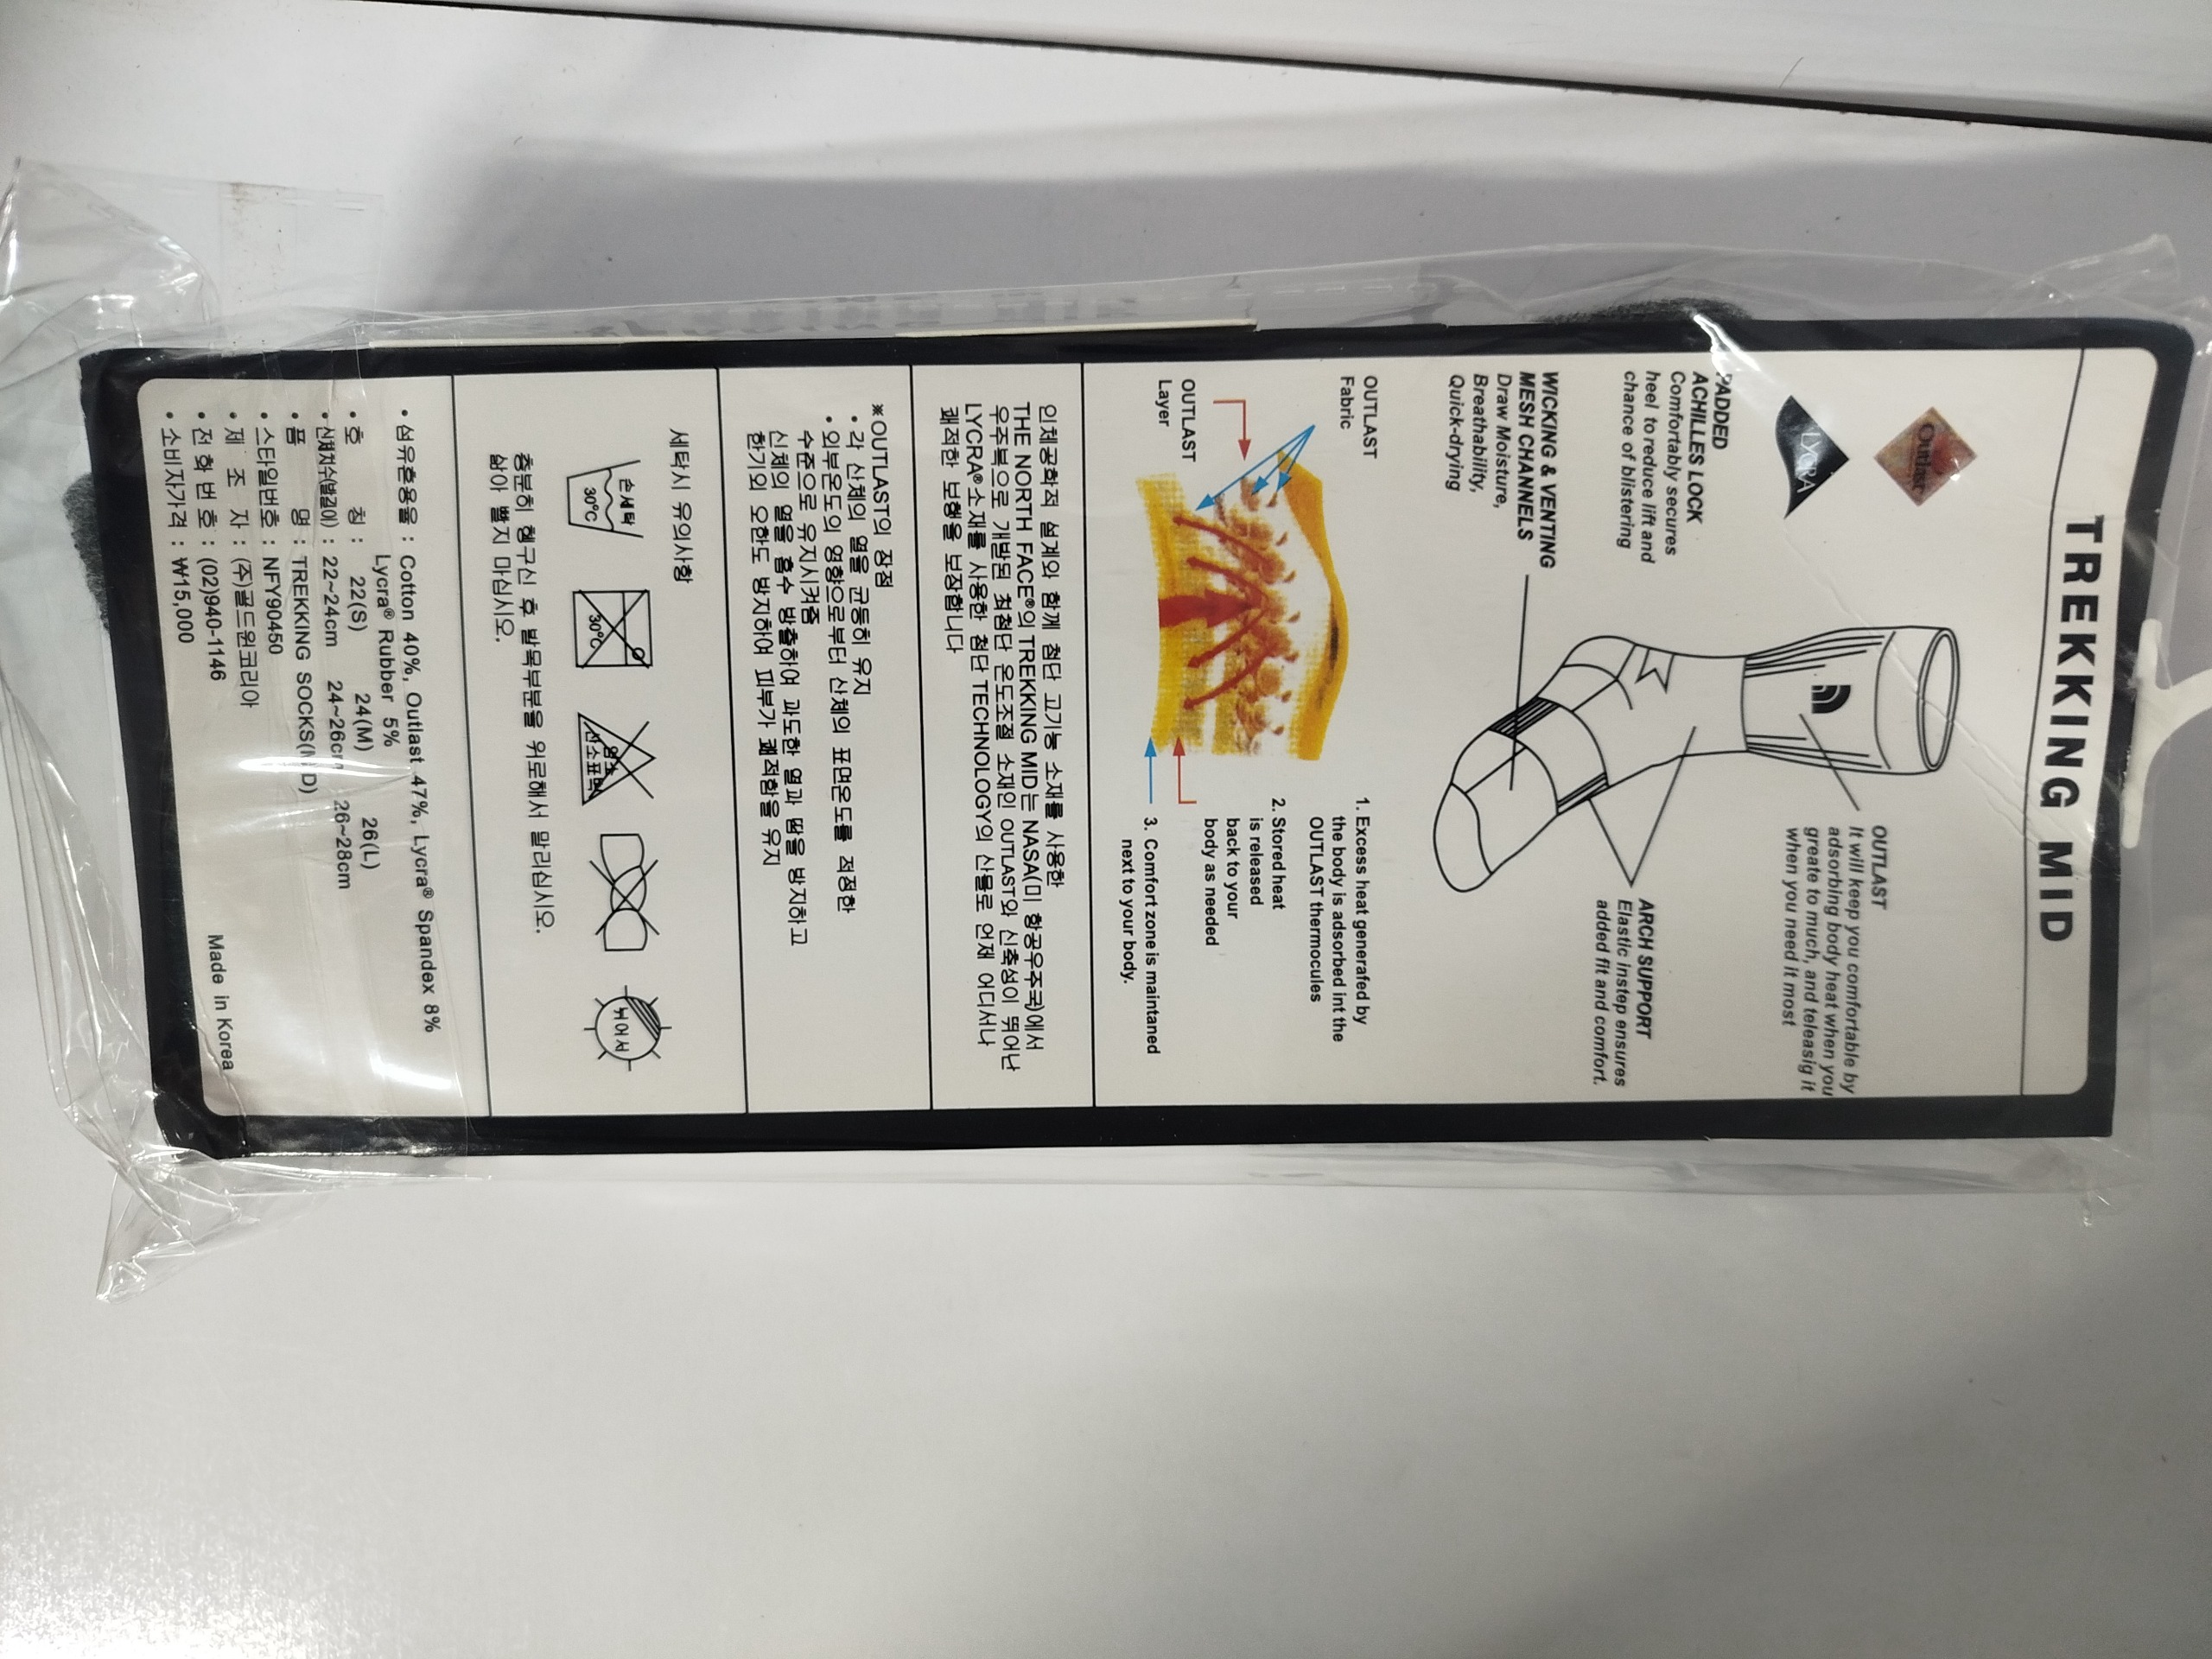 TREKKING MID
Outlast
LYCRA
OUTLAST
It will keep you comfortable by
adsorbing body heat when you
greate to much, and teleasig it
when you need it most
PADDED
ACHILLES LOCK
Comfortably secures
heel to reduce lift and
chance of blistering
ARCH SUPPORT
Elastic instep ensures
added fit and comfort.
WICKING & VENTING
MESH CHANNELS
Draw Moisture,
Breathability,
Quick-drying
OUTLAST
Fabric
OUTLAST
Layer
1. Excess heat generafed by
the body is adsorbed int the
OUTLAST thermocules
2. Stored heat
is released
back to your
body as needed
3. Comfort zone is maintaned
next to your body.
인체공학적 설계와 함께 첨단 고기능 소재를 사용한
THE NORTH FACE®의 TREKKING MID는 NASA(미 항공우주국)에서
우주복으로 개발된 최첨단 온도조절 소재인 OUTLAST와 신축성이 뛰어난
LYCRA®소재를 사용한 첨단 TECHNOLOGY의 산물로 언제 어디서나
쾌적한 보행을 보장합니다
※OUTLAST의 장점
• 각 신체의 열을 균등히 유지
• 외부온도의 영향으로부터 신체의 표면온도를 적정한
수준으로 유지시켜줌
신체의 열을 흡수 방출하여 과도한 열과 땀을 방지하고
한기와 오한도 방지하여 피부가 쾌적함을 유지
세탁시 유의사항
손세탁
30°C
30°C
염소
산소표백
뉘어서
충분히 헹구신 후 발목부분을 위로해서 말리십시오.
삶아 빨지 마십시오.
• 섬유혼용율 : Cotton 40%, Outlast 47%, Lycra® Spandex 8%
Lycra® Rubber 5%
• 호 칭 : 22(S) 24(M) 26(L)
• 신체치수(발길이) : 22~24cm 24~26cm 26~28cm
• 품 명 : TREKKING SOCKS(MID)
• 스타일번호 : NFY90450
• 제 조 자 : (주)골드윈코리아
• 전 화 번 호 : (02)940-1146
• 소비자가격 : ₩15,000
Made in Korea